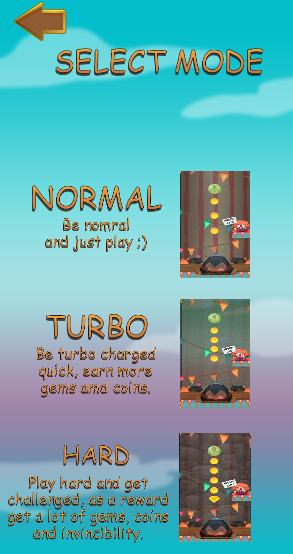 SELECT MODE
NORMAL
Be nomral
and just play ;)
TURBO
Be turbo charged
quick, earn more
gems and coins.
HARD
Play hard and get
challenged, as a reward
get a lot of gems, coins
and invincibility.